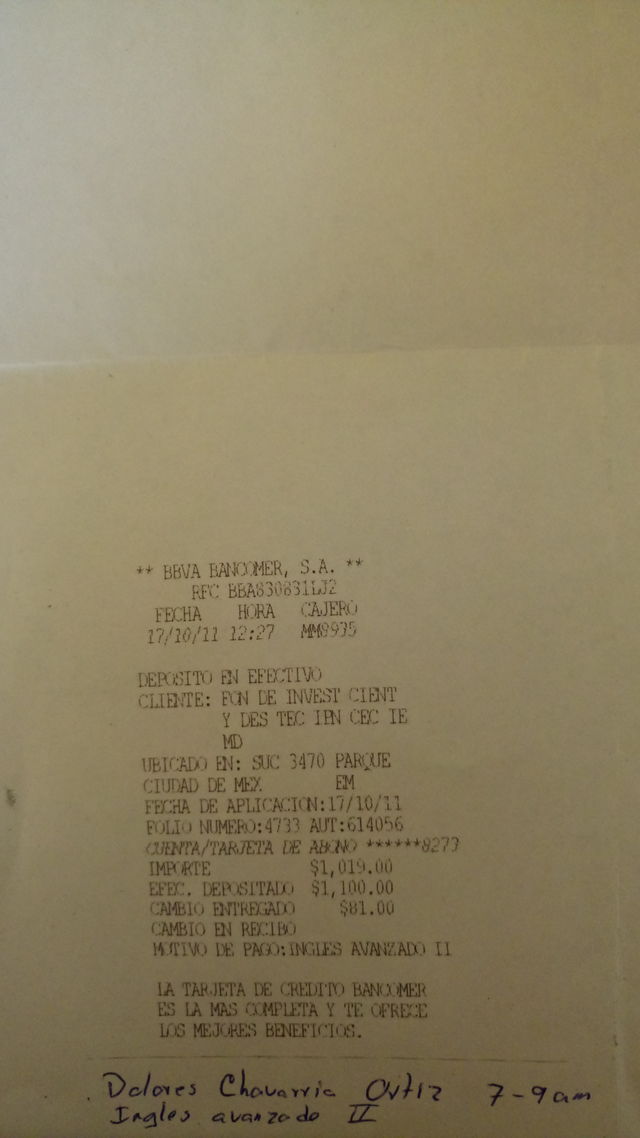 ** BBVA BANCOMER, S.A. **
RFC BBA830831LJ2
FECHA HORA CAJERO
17/10/11 12:27 MM9935
DEPOSITO EN EFECTIVO
CLIENTE: FON DE INVEST CIENT
Y DES TEC IPN CEC IE
MD
UBICADO EN: SUC 3470 PARQUE
CIUDAD DE MEX EM
FECHA DE APLICACION:17/10/11
FOLIO NUMERO:4733 AUT:614056
CUENTA/TARJETA DE ABONO ******8273
IMPORTE $1,019.00
EFEC. DEPOSITADO $1,100.00
CAMBIO ENTREGADO $81.00
CAMBIO EN RECIBO
MOTIVO DE PAGO:INGLES AVANZADO II
LA TARJETA DE CREDITO BANCOMER
ES LA MAS COMPLETA Y TE OFRECE
LOS MEJORES BENEFICIOS.
Dolores Chavarria Ortiz 7-9am
Ingles avanzado II